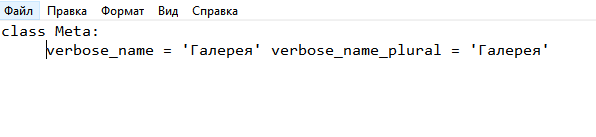 Файл Правка Формат Вид Справка
class Meta:
verbose_name = 'Галерея' verbose_name_plural = 'Галерея'